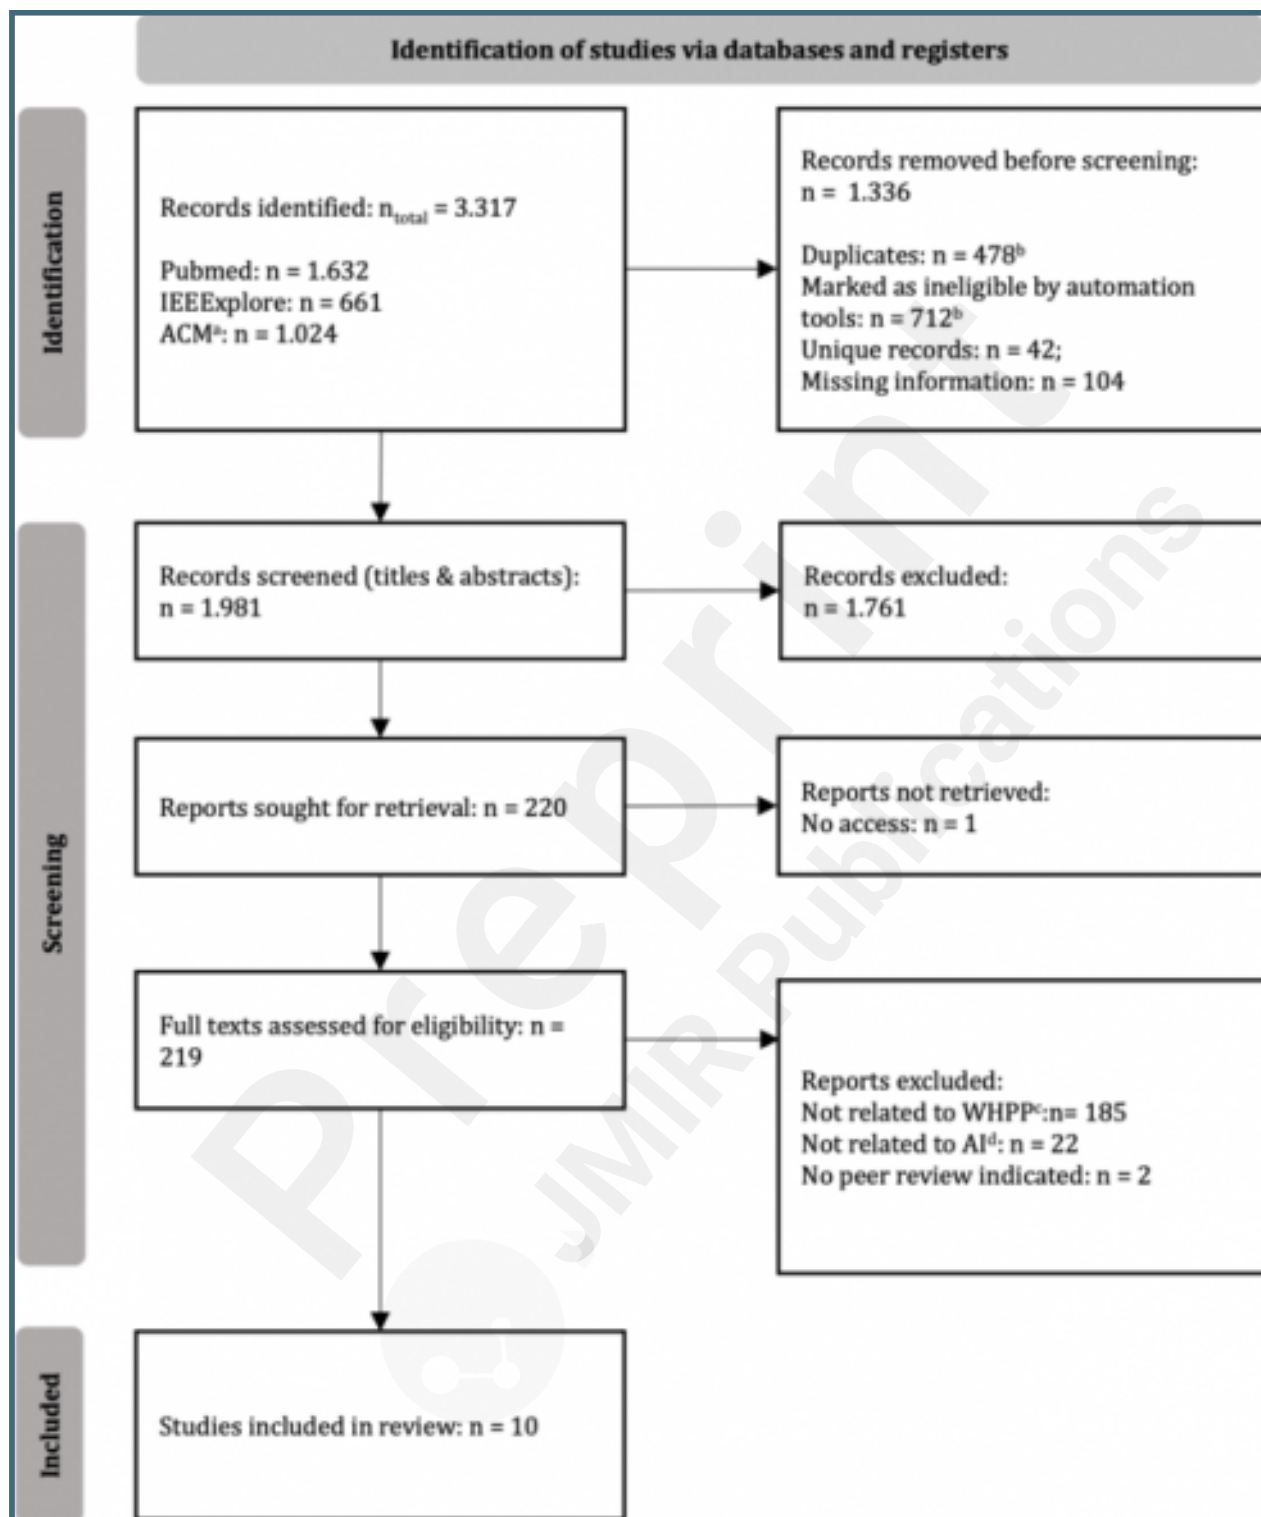 Identification of studies via databases and registers
Identification
Records identified: ntotal = 3.317
Pubmed: n = 1.632
IEEExplore: n = 661
ACMa: n = 1.024
Records removed before screening:
n = 1.336
Duplicates: n = 478b
Marked as ineligible by automation
tools: n = 712b
Unique records: n = 42;
Missing information: n = 104
Screening
Records screened (titles & abstracts):
n = 1.981
Records excluded:
n = 1.761
Reports sought for retrieval: n = 220
Reports not retrieved:
No access: n = 1
Full texts assessed for eligibility: n =
219
Reports excluded:
Not related to WHPPc:n= 185
Not related to AId: n = 22
No peer review indicated: n = 2
Included
Studies included in review: n = 10
Preprint
JMIR Publications